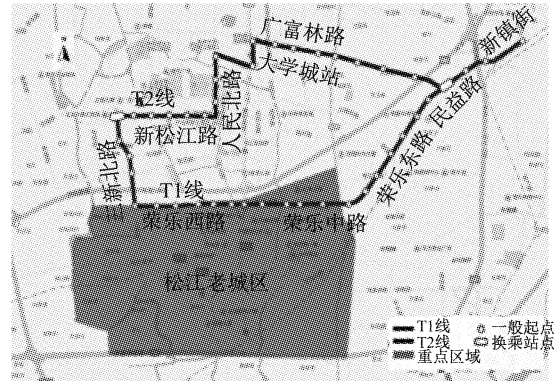 广富林路
新镇街
大学城站
T2线
人民北路
民益路
新松江路
三新北路
荣乐东路
T1线
荣乐西路
荣乐中路
松江老城区
T1线
一般起点
T2线
换乘站点
重点区域